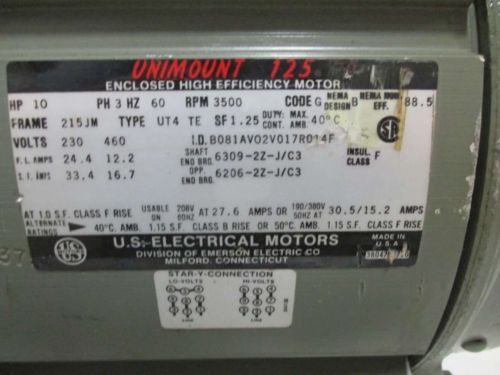 UNIMOUNT 125
ENCLOSED HIGH EFFICIENCY MOTOR
HP 10 PH 3 HZ 60 RPM 3500 CODE G NEMA DESIGN B NEMA NOM. EFF. 88.5
FRAME 215JM TYPE UT4 TE SF 1.25 DUTY: MAX. CONT. AMB. 40°C
VOLTS 230 460 I.D. B081AV02V017R014F
F.L. AMPS 24.4 12.2 SHAFT END BRG. 6309-2Z-J/C3 INSUL. CLASS F
S.F. AMPS 33.4 16.7 OPP. END BRG. 6206-2Z-J/C3
AT 1.0 S.F. CLASS F RISE USABLE ON 208V 60HZ AT 27.6 AMPS OR 190/380V 50HZ AT 30.5/15.2 AMPS
ALTERNATE RATINGS 40°C AMB. 1.15 S.F. CLASS B RISE OR 50°C. AMB. 1.15 S.F. CLASS F RISE
U.S. ELECTRICAL MOTORS
DIVISION OF EMERSON ELECTRIC CO
MILFORD, CONNECTICUT
MADE IN U S A
STAR-Y-CONNECTION
LO-VOLTS HI-VOLTS
LINE LINE